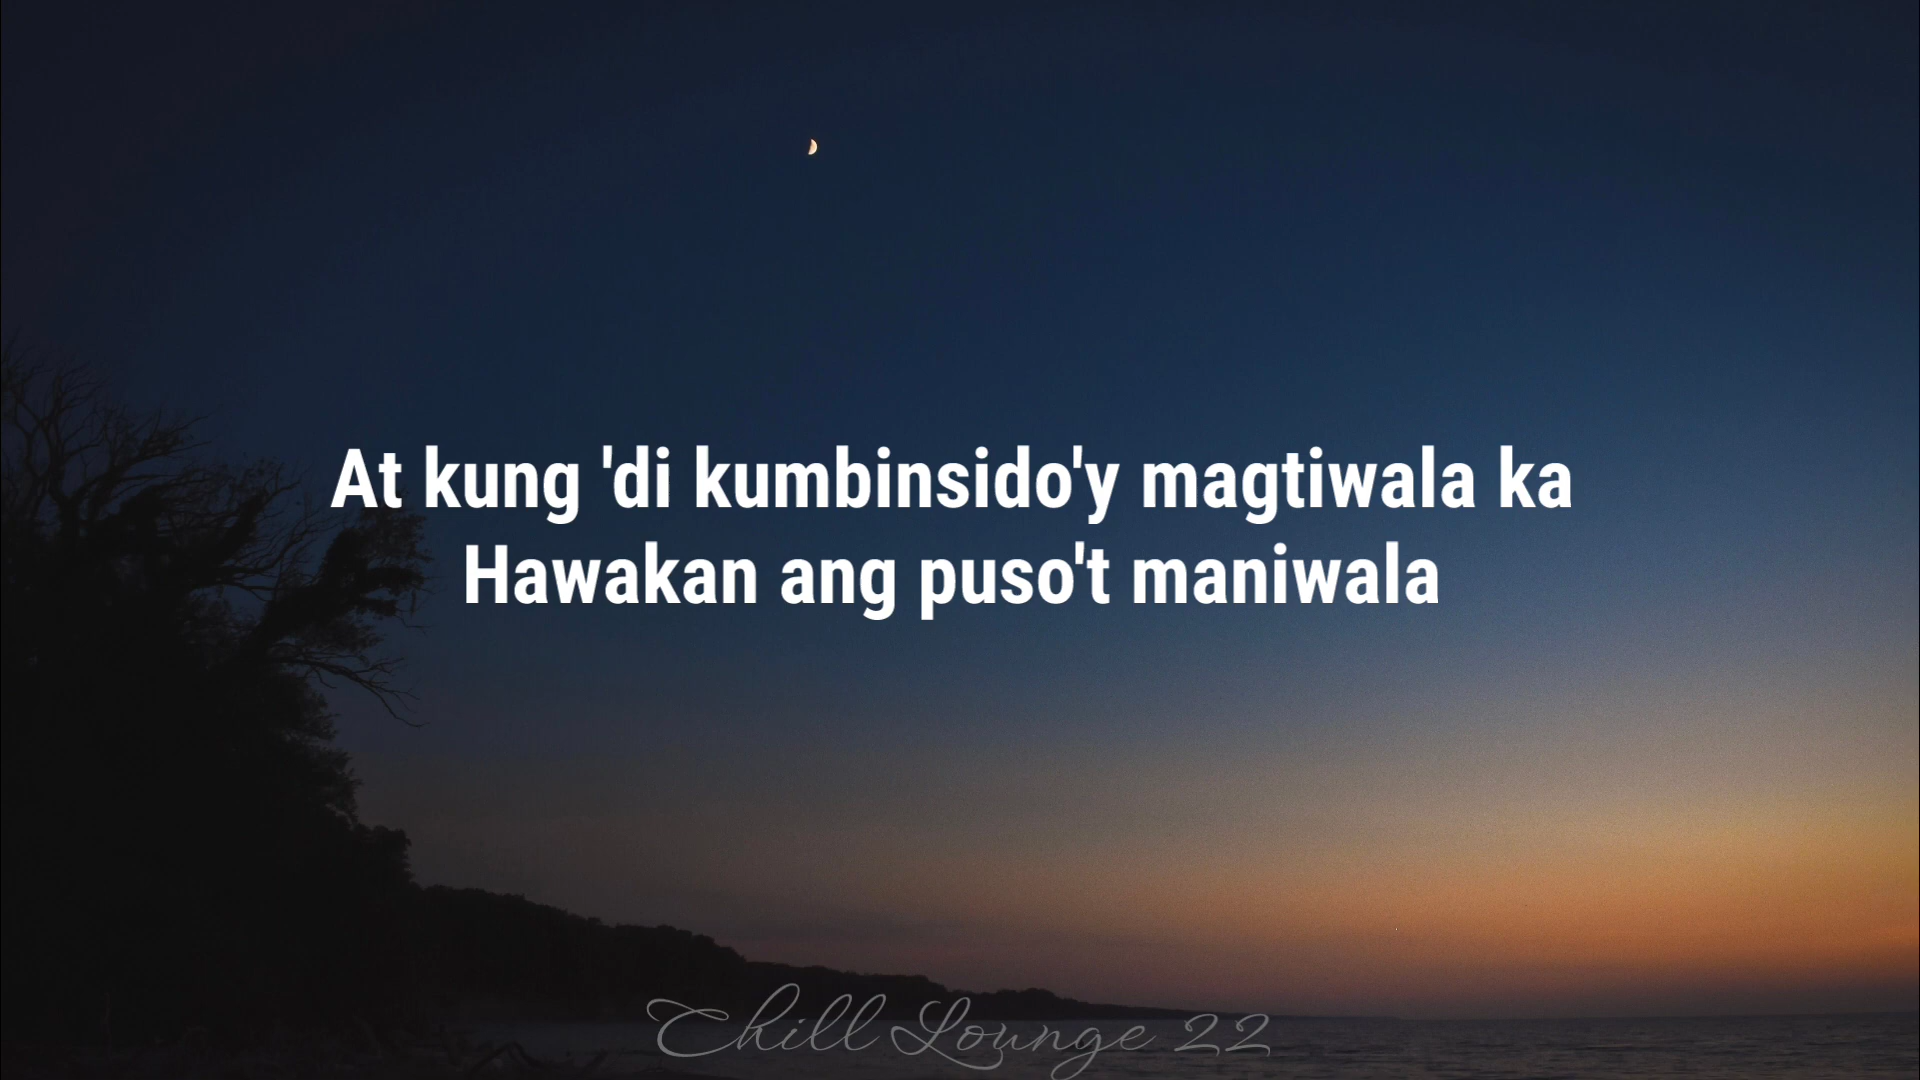 At kung 'di kumbinsido'y magtiwala ka
Hawakan ang puso't maniwala
Chill Lounge 22